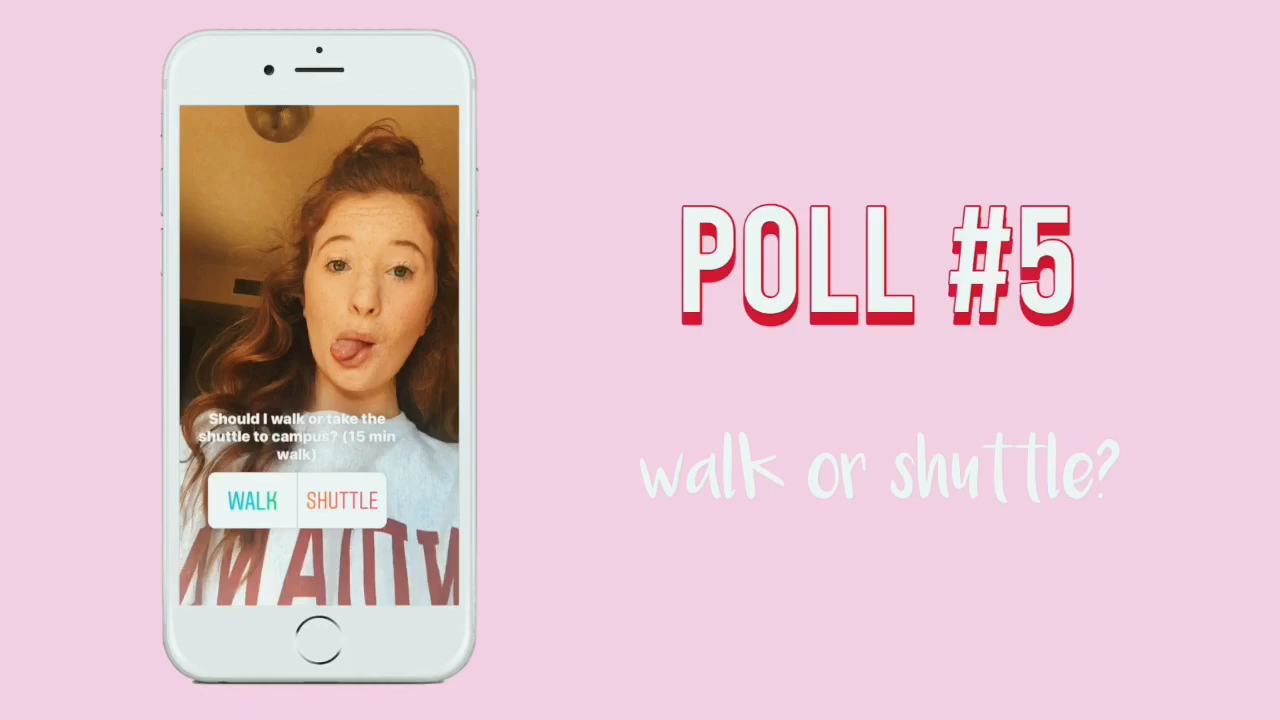 Should I walk or take the
shuttle to campus? (15 min
walk)
WALK SHUTTLE
POLL #5
walk or shuttle?